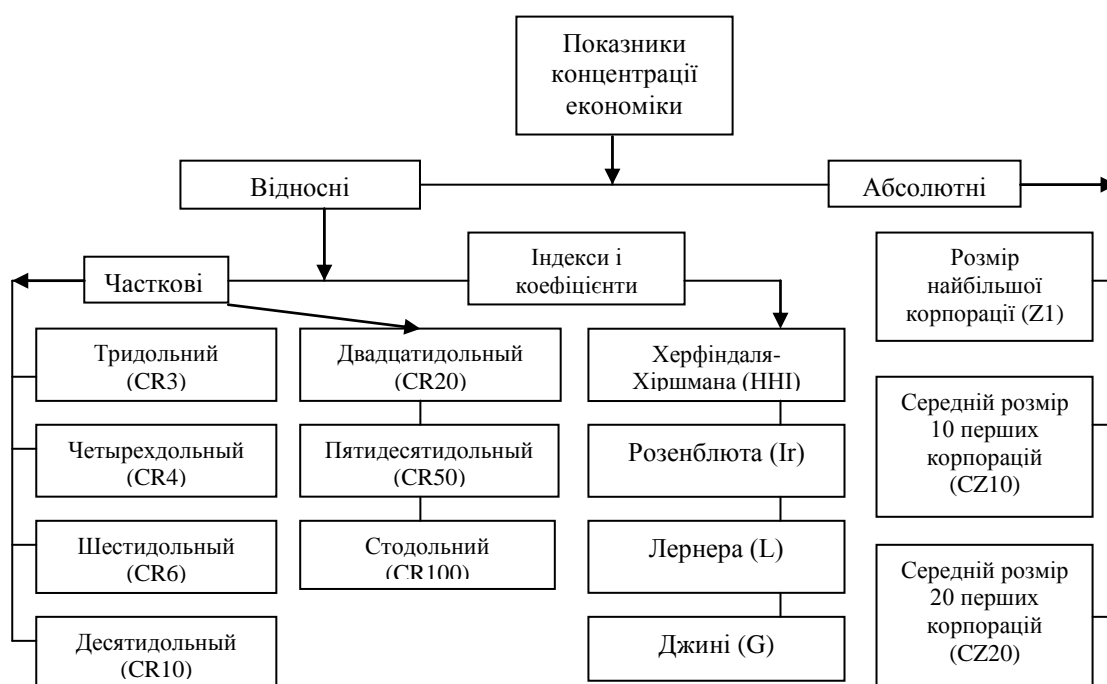 Показники
концентрації
економіки
Відносні
Абсолютні
Часткові
Індекси і
коефіцієнти
Тридольний
(CR3)
Четырехдольный
(CR4)
Шестидольный
(CR6)
Десятидольный
(CR10)
Двадцатидольный
(CR20)
Пятидесятидольный
(CR50)
Стодольний
(CR100)
Херфіндаля-
Хіршмана (HHI)
Розенблюта (Ir)
Лернера (L)
Джині (G)
Розмір
найбільшої
корпорації (Z1)
Середній розмір
10 перших
корпорацій
(CZ10)
Середній розмір
20 перших
корпорацій
(CZ20)